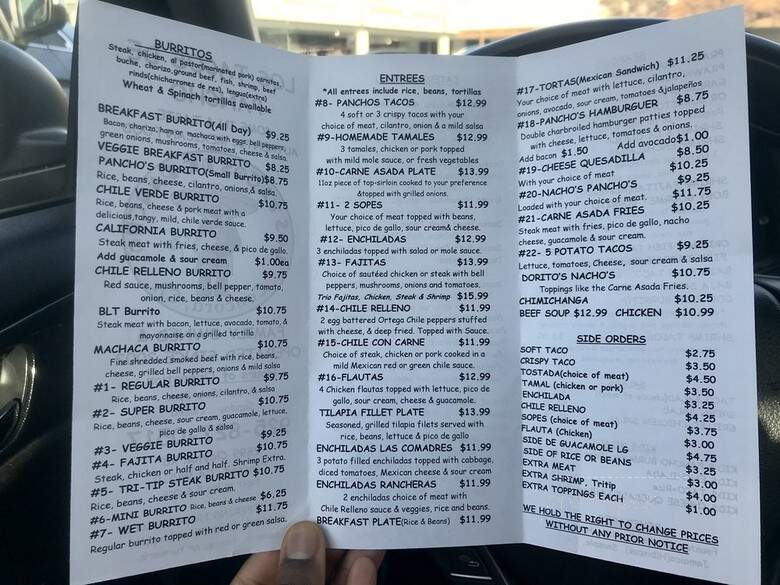 BURRITOS
Steak, chicken, al pastor(marinated pork) carnitas,
buche, chorizo,ground beef, fish, shrimp, beef
rinds(chicharrones de res), lengua(extra)
Wheat & Spinach tortillas available
BREAKFAST BURRITO(All Day) $9.25
Bacon, chorizo, ham or machaca with eggs, bell peppers,
green onions, mushrooms, tomatoes, cheese & salsa.
VEGGIE BREAKFAST BURRITO $8.25
PANCHO'S BURRITO(Small Burrito)$8.75
Rice, beans, cheese, cilantro, onions,& salsa.
CHILE VERDE BURRITO $10.75
Rice, beans, cheese & pork meat with a
delicious,tangy, mild, chile verde sauce.
CALIFORNIA BURRITO $9.50
Steak meat with fries, cheese, & pico de gallo.
Add guacamole & sour cream $1.00ea
CHILE RELLENO BURRITO $9.75
Red sauce, mushrooms, bell pepper, tomato,
onion, rice, beans & cheese.
BLT Burrito $10.75
Steak meat with bacon, lettuce, avocado, tomato, &
mayonnaise on a grilled tortilla
MACHACA BURRITO $10.75
Fine shredded smoked beef with rice, beans,
cheese, grilled bell peppers, onions & mild salsa
#1- REGULAR BURRITO $9.75
Rice, beans, cheese, onions, cilantro, & salsa
#2- SUPER BURRITO $10.75
Rice, beans, cheese, sour cream, guacamole, lettuce,
pico de gallo & salsa
#3- VEGGIE BURRITO $9.25
#4- FAJITA BURRITO $10.75
Steak, chicken or half and half. Shrimp Extra.
#5- TRI-TIP STEAK BURRITO $10.75
Rice, beans, cheese & sour cream.
#6-MINI BURRITO Rice, beans & cheese $6.25
#7- WET BURRITO $11.75
Regular burrito topped with red or green salsa.
ENTREES
*All entrees include rice, beans, tortillas
#8- PANCHOS TACOS $12.99
4 soft or 3 crispy tacos with your
choice of meat, cilantro, onion & a mild salsa
#9-HOMEMADE TAMALES $12.99
3 tamales, chicken or pork topped
with mild mole sauce, or fresh vegetables
#10-CARNE ASADA PLATE $13.99
11oz piece of top-sirloin cooked to your preference
&topped with grilled onions.
#11- 2 SOPES $11.99
Your choice of meat topped with beans,
lettuce, pico de gallo, sour cream& cheese.
#12- ENCHILADAS $12.99
3 enchiladas topped with salad or mole sauce.
#13- FAJITAS $13.99
Choice of sautéed chicken or steak with bell
peppers, mushrooms, onions and tomatoes.
Trio Fajitas, Chicken, Steak & Shrimp $15.99
#14-CHILE RELLENO $11.99
2 egg battered Ortega Chile peppers stuffed
with cheese, & deep fried. Topped with Sauce.
#15-CHILE CON CARNE $11.99
Choice of steak, chicken or pork cooked in a
mild Mexican red or green chile sauce.
#16-FLAUTAS $12.99
4 Chicken flautas topped with lettuce, pico de
gallo, sour cream, cheese & guacamole.
TILAPIA FILLET PLATE $13.99
Seasoned, grilled tilapia filets served with
rice, beans, lettuce & pico de gallo
ENCHILADAS LAS COMADRES $11.99
3 potato filled enchiladas topped with cabbage,
diced tomatoes, Mexican cheese & sour cream
ENCHILADAS RANCHERAS $11.99
2 enchiladas choice of meat with
Chile Relleno sauce & veggies, rice and beans.
BREAKFAST PLATE(Rice & Beans) $11.99
#17-TORTAS(Mexican Sandwich) $11.25
Your choice of meat with lettuce, cilantro,
onions, avocado, sour cream, tomatoes &jalapeños
#18-PANCHO'S HAMBURGUER $8.75
Double charbroiled hamburger patties topped
with cheese, lettuce, tomatoes & onions.
Add bacon $1.50 Add avocado$1.00
#19-CHEESE QUESADILLA $8.50
With your choice of meat $10.25
#20-NACHO'S PANCHO'S $9.25
Loaded with your choice of meat. $11.75
#21-CARNE ASADA FRIES $10.25
Steak meat with fries, pico de gallo, nacho
cheese, guacamole & sour cream.
#22- 5 POTATO TACOS $9.25
Lettuce, tomatoes, Cheese, sour cream & salsa
DORITO'S NACHO'S $10.75
Toppings like the Carne Asada Fries.
CHIMICHANGA $10.25
BEEF SOUP $12.99 CHICKEN $10.99
SIDE ORDERS
SOFT TACO $2.75
CRISPY TACO $3.50
TOSTADA(choice of meat) $4.50
TAMAL (chicken or pork) $3.50
ENCHILADA $3.25
CHILE RELLENO $4.25
SOPES (choice of meat) $3.75
FLAUTA (Chicken) $3.00
SIDE DE GUACAMOLE LG $4.75
SIDE OF RICE OR BEANS $3.25
EXTRA MEAT $3.00
EXTRA SHRIMP, Tritip $4.00
EXTRA TOPPINGS EACH $1.00
WE HOLD THE RIGHT TO CHANGE PRICES
WITHOUT ANY PRIOR NOTICE